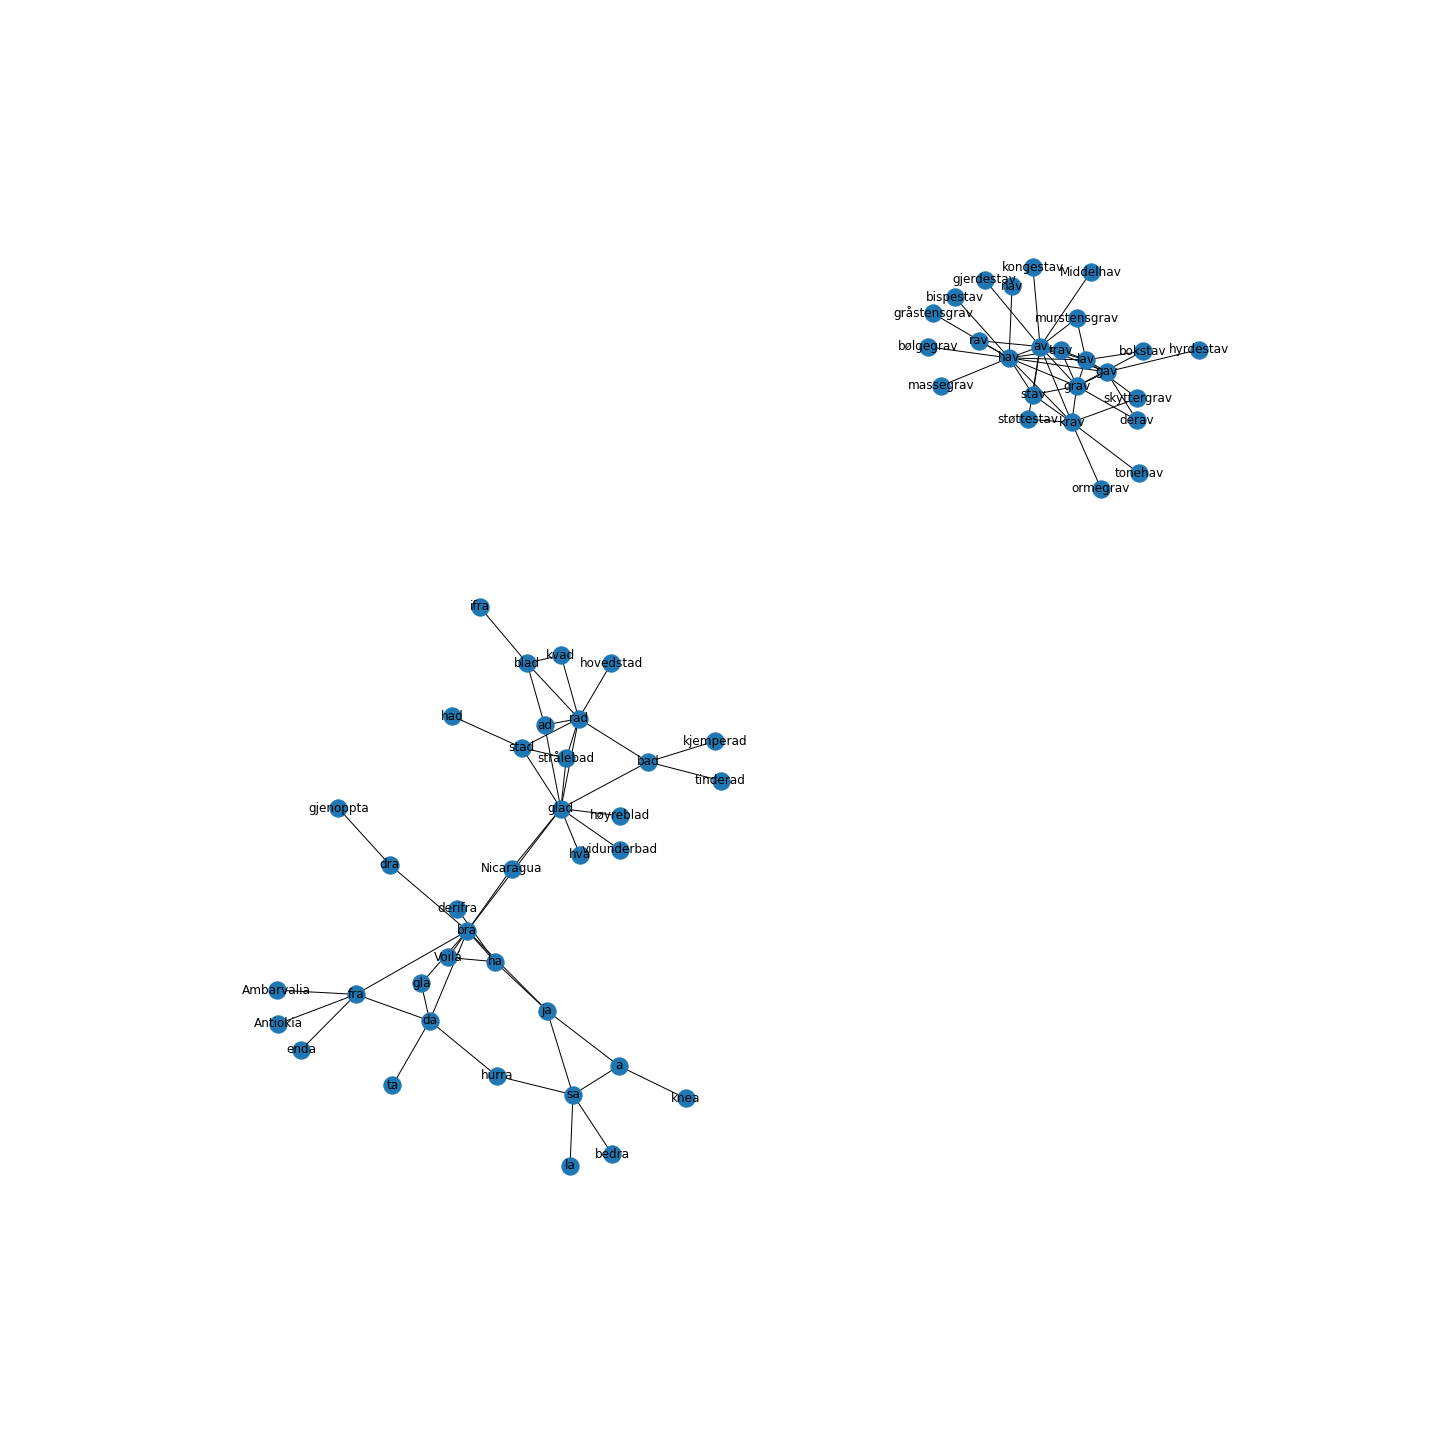 kongestav
Middelhav
gjerdestav
nav
bispestav
gråstensgrav
murstensgrav
rav
av
bølgegrav
trav
bokstav
hyrdestav
hav
lav
gav
massegrav
grav
stav
skyttergrav
støttestav
krav
derav
tonehav
ormegrav
ifra
blad
kvad
hovedstad
had
ad
rad
stad
strålebad
bad
kjemperad
tinderad
gjenoppta
glad
høyreblad
hva
vidunderbad
dra
Nicaragua
derifra
bra
Voila
ha
gla
Ambarvalia
fra
ja
Antiokia
da
enda
hurra
a
ta
sa
knea
bedra
la